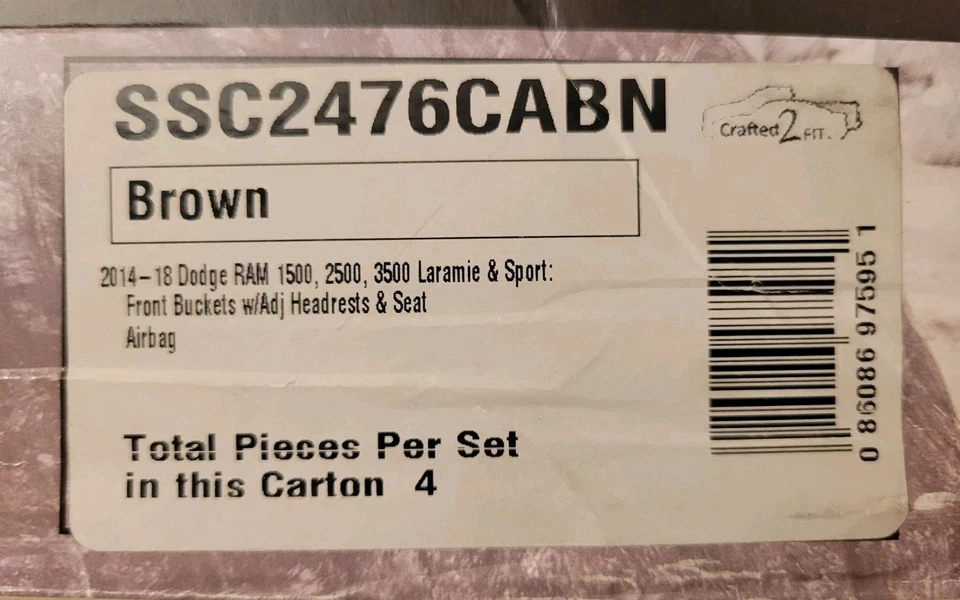 SSC2476CABN
Crafted 2 FIT.
Brown
2014-18 Dodge RAM 1500, 2500, 3500 Laramie & Sport:
Front Buckets w/Adj Headrests & Seat
Airbag
Total Pieces Per Set
in this Carton 4
0 86086 97595 1